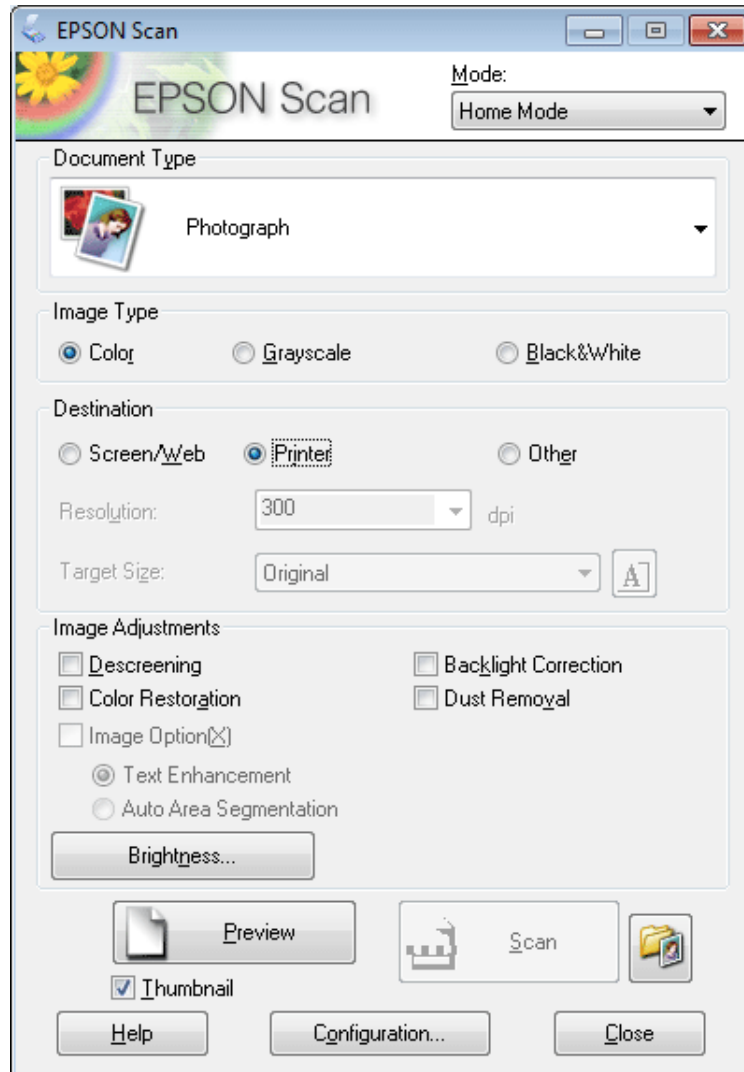 EPSON Scan
EPSON Scan
Mode:
Home Mode
Document Type
Photograph
Image Type
Color Grayscale Black&White
Destination
Screen/Web Printer Other
Resolution: 300 dpi
Target Size: Original A
Image Adjustments
Descreening Backlight Correction
Color Restoration Dust Removal
Image Option(X)
Text Enhancement
Auto Area Segmentation
Brightness...
Preview Scan
Thumbnail
Help Configuration... Close